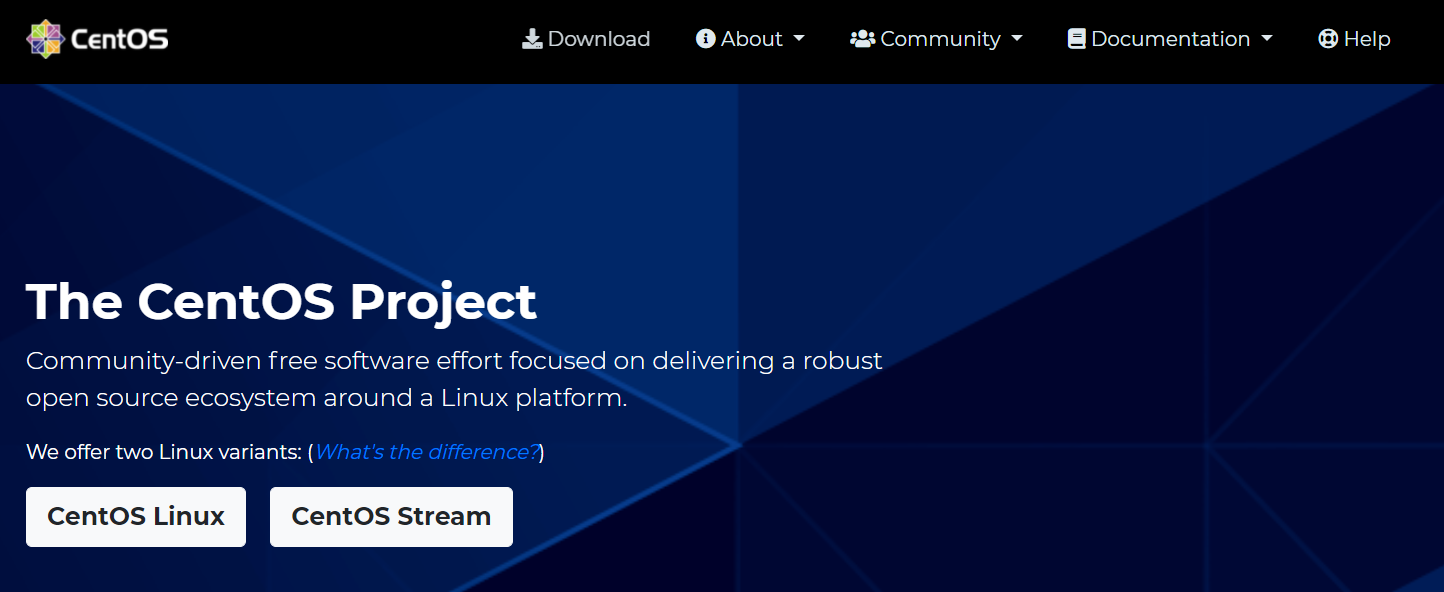 CentOS
Download
About
Community
Documentation
Help
The CentOS Project
Community-driven free software effort focused on delivering a robust
open source ecosystem around a Linux platform.
We offer two Linux variants: (What's the difference?)
CentOS Linux
CentOS Stream